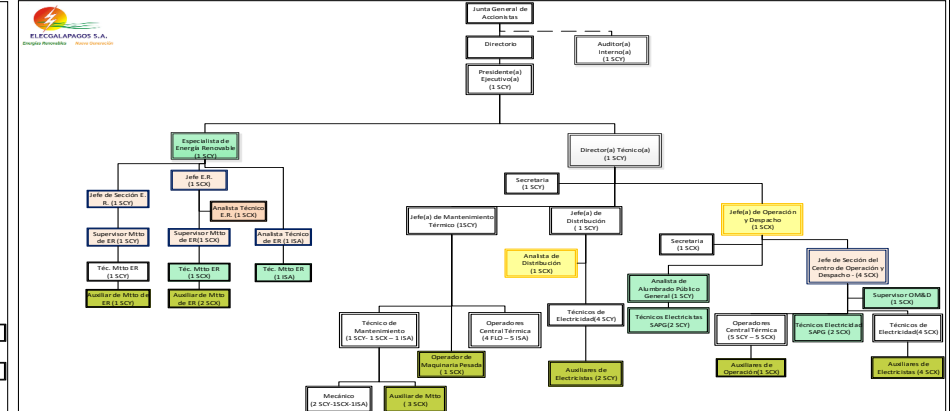 ELECGALAPAGOS S.A.
Energías Renovables Nueva Generación
Junta General de
Accionistas
Directorio
Auditor(a)
Interno(a)
(1 SCY)
Presidente(a)
Ejecutivo(a)
(1 SCY)
Especialista de
Energía Renovable
(1 SCY)
Director(a) Técnico(a)
(1 SCY)
Secretaria
(1 SCY)
Jefe de Sección E.
R. (1 SCY)
Jefe E.R.
(1 SCX)
Analista Técnico
E.R. (1 SCX)
Supervisor Mtto
de ER (1 SCY)
Supervisor Mtto
de ER(1 SCX)
Analista Técnico
de ER (1 ISA)
Téc. Mtto ER
(1 SCY)
Téc. Mtto ER
(1 SCX)
Téc. Mtto ER
(1 ISA)
Auxiliar de Mtto de
ER (1 SCY)
Auxiliar de Mtto
de ER (2 SCX)
Jefe(a) de Mantenimiento
Térmico (1SCY)
Jefe(a) de
Distribución
( 1 SCY)
Jefe(a) de Operación
y Despacho
(1 SCX)
Secretaria
(1 SCX)
Analista de
Distribución
(1 SCX)
Jefe de Sección del
Centro de Operación y
Despacho - (4 SCX)
Analista de
Alumbrado Público
General (1 SCY)
Supervisor OM&D
(1 SCX)
Técnico de
Mantenimiento
(1 SCY- 1 SCX – 1 ISA)
Operadores
Central Térmica
(4 FLO – 5 ISA)
Técnicos de
Electricidad(4 SCY)
Técnicos Electricistas
SAPG(2 SCY)
Operadores
Central Térmica
(5 SCY – 5 SCX)
Técnicos Electricidad
SAPG (2 SCX)
Técnicos de
Electricidad(4 SCX)
Operador de
Maquinaria Pesada
( 1 SCX)
Auxiliares de
Electricistas (2 SCY)
Auxiliares de
Operación(1 SCX)
Auxiliares de
Electricistas (4 SCX)
Mecánico
(2 SCY-1SCX-1ISA)
Auxiliar de Mtto
( 3 SCX)